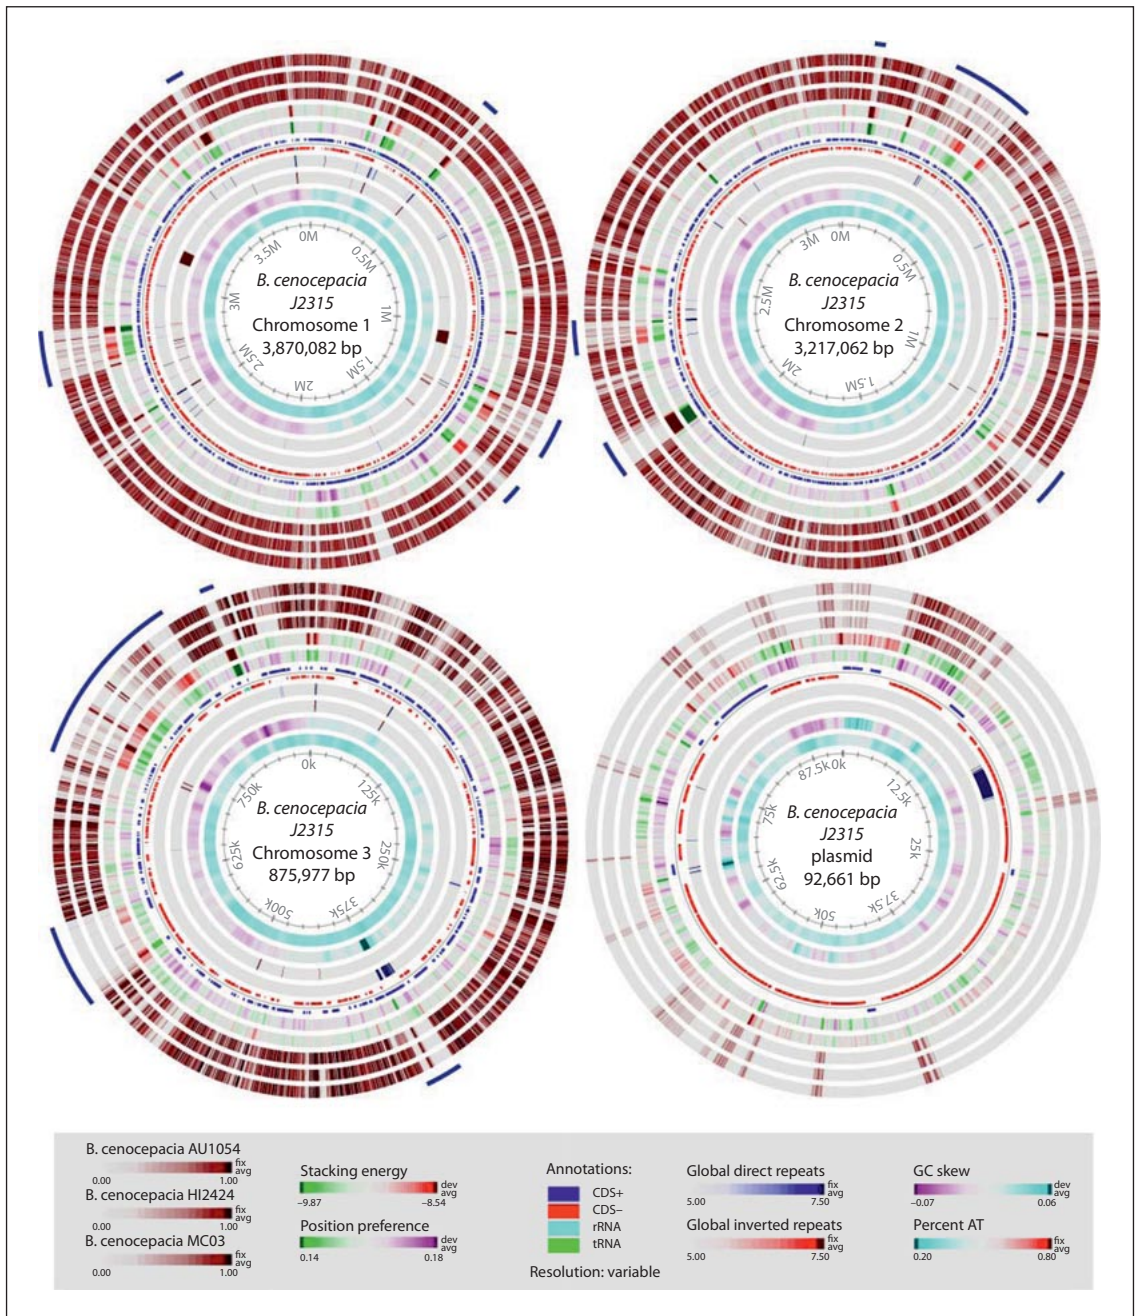 0M
0.5M
1M
1.5M
2M
2.5M
3M
3.5M
B. cenocepacia
J2315
Chromosome 1
3,870,082 bp
0M
0.5M
1M
1.5M
2M
2.5M
3M
B. cenocepacia
J2315
Chromosome 2
3,217,062 bp
0k
125k
250k
375k
500k
625k
750k
B. cenocepacia
J2315
Chromosome 3
875,977 bp
0k
12.5k
25k
37.5k
50k
62.5k
75k
87.5k
B. cenocepacia
J2315
plasmid
92,661 bp
B. cenocepacia AU1054
fix
avg
0.00 1.00
B. cenocepacia HI2424
fix
avg
0.00 1.00
B. cenocepacia MC03
fix
avg
0.00 1.00
Stacking energy
dev
avg
–9.87 –8.54
Position preference
dev
avg
0.14 0.18
Annotations:
CDS+
CDS–
rRNA
tRNA
Resolution: variable
Global direct repeats
fix
avg
5.00 7.50
Global inverted repeats
fix
avg
5.00 7.50
GC skew
dev
avg
–0.07 0.06
Percent AT
fix
avg
0.20 0.80